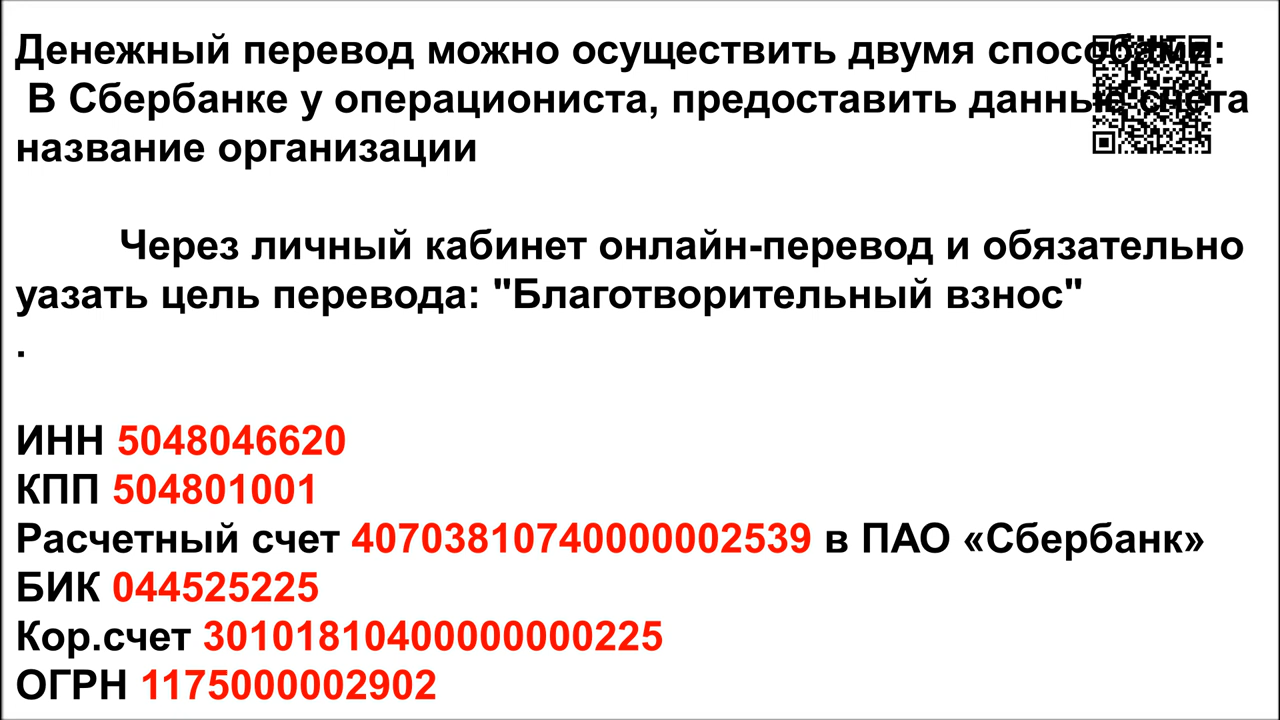 Денежный перевод можно осуществить двумя способами:
В Сбербанке у операциониста, предоставить данные счета
название организации
Через личный кабинет онлайн-перевод и обязательно
уазать цель перевода: "Благотворительный взнос"
.
ИНН 5048046620
КПП 504801001
Расчетный счет 40703810740000002539 в ПАО «Сбербанк»
БИК 044525225
Кор.счет 30101810400000000225
ОГРН 1175000002902